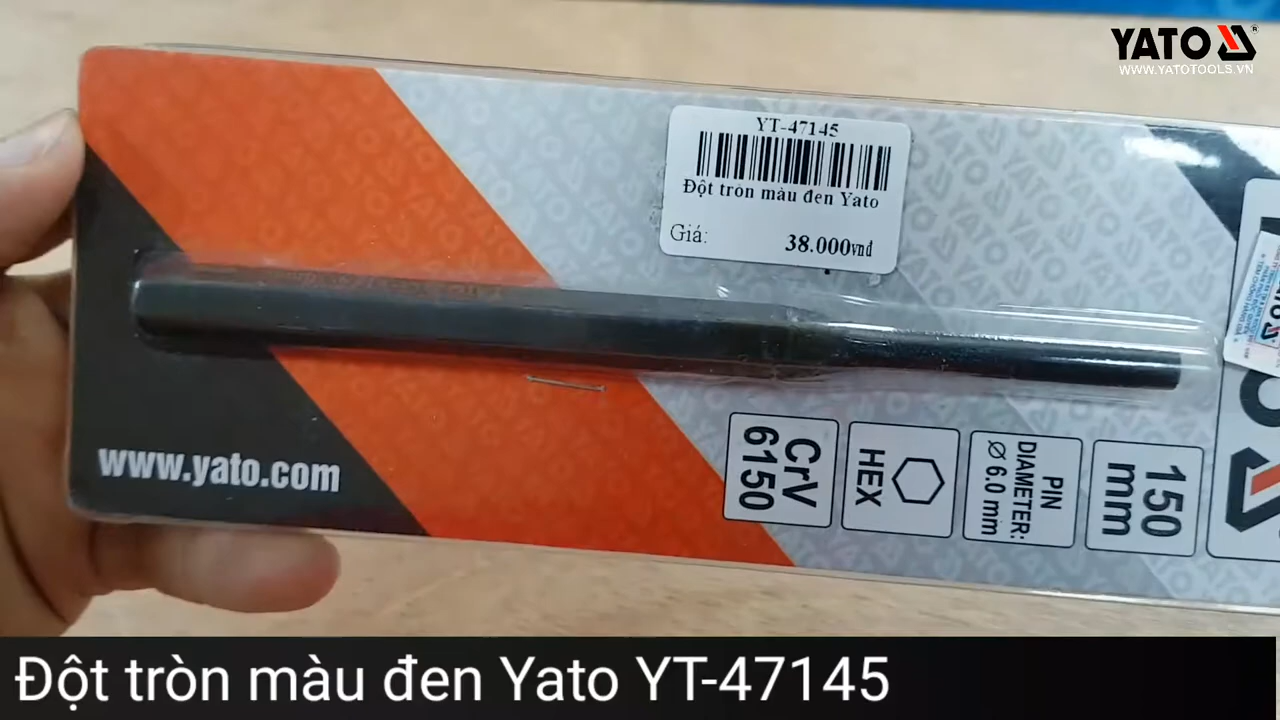 YATO
WWW.YATOTOOLS.VN
YT-47145
Đột tròn màu đen Yato
Giá: 38.000vnđ
www.yato.com
CrV
6150
HEX
PIN
DIAMETER:
Ø 6.0 mm
150
mm
Đột tròn màu đen Yato YT-47145